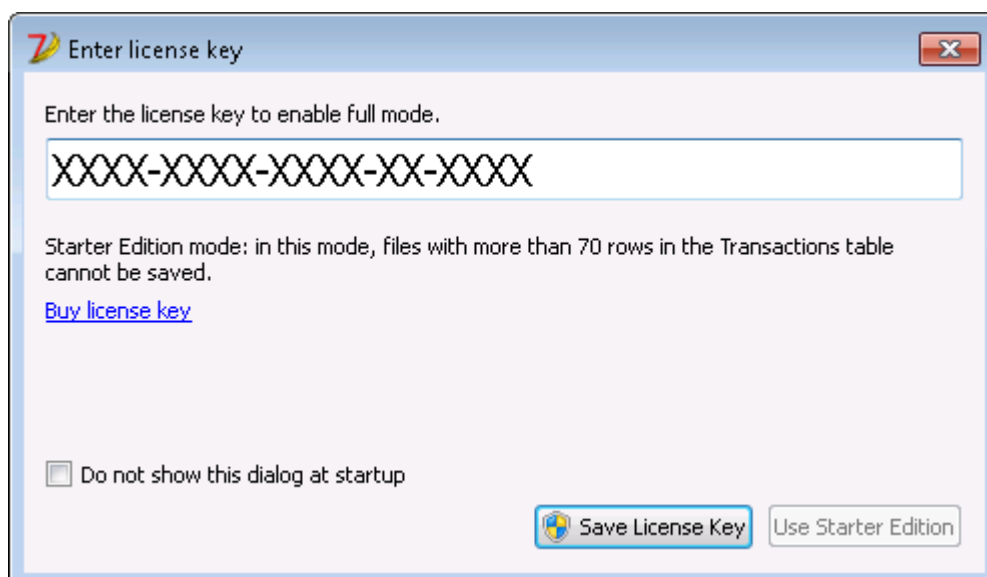 Enter license key
Enter the license key to enable full mode.
XXXX-XXXX-XXXX-XX-XXXX
Starter Edition mode: in this mode, files with more than 70 rows in the Transactions table
cannot be saved.
Buy license key
Do not show this dialog at startup
Save License Key Use Starter Edition